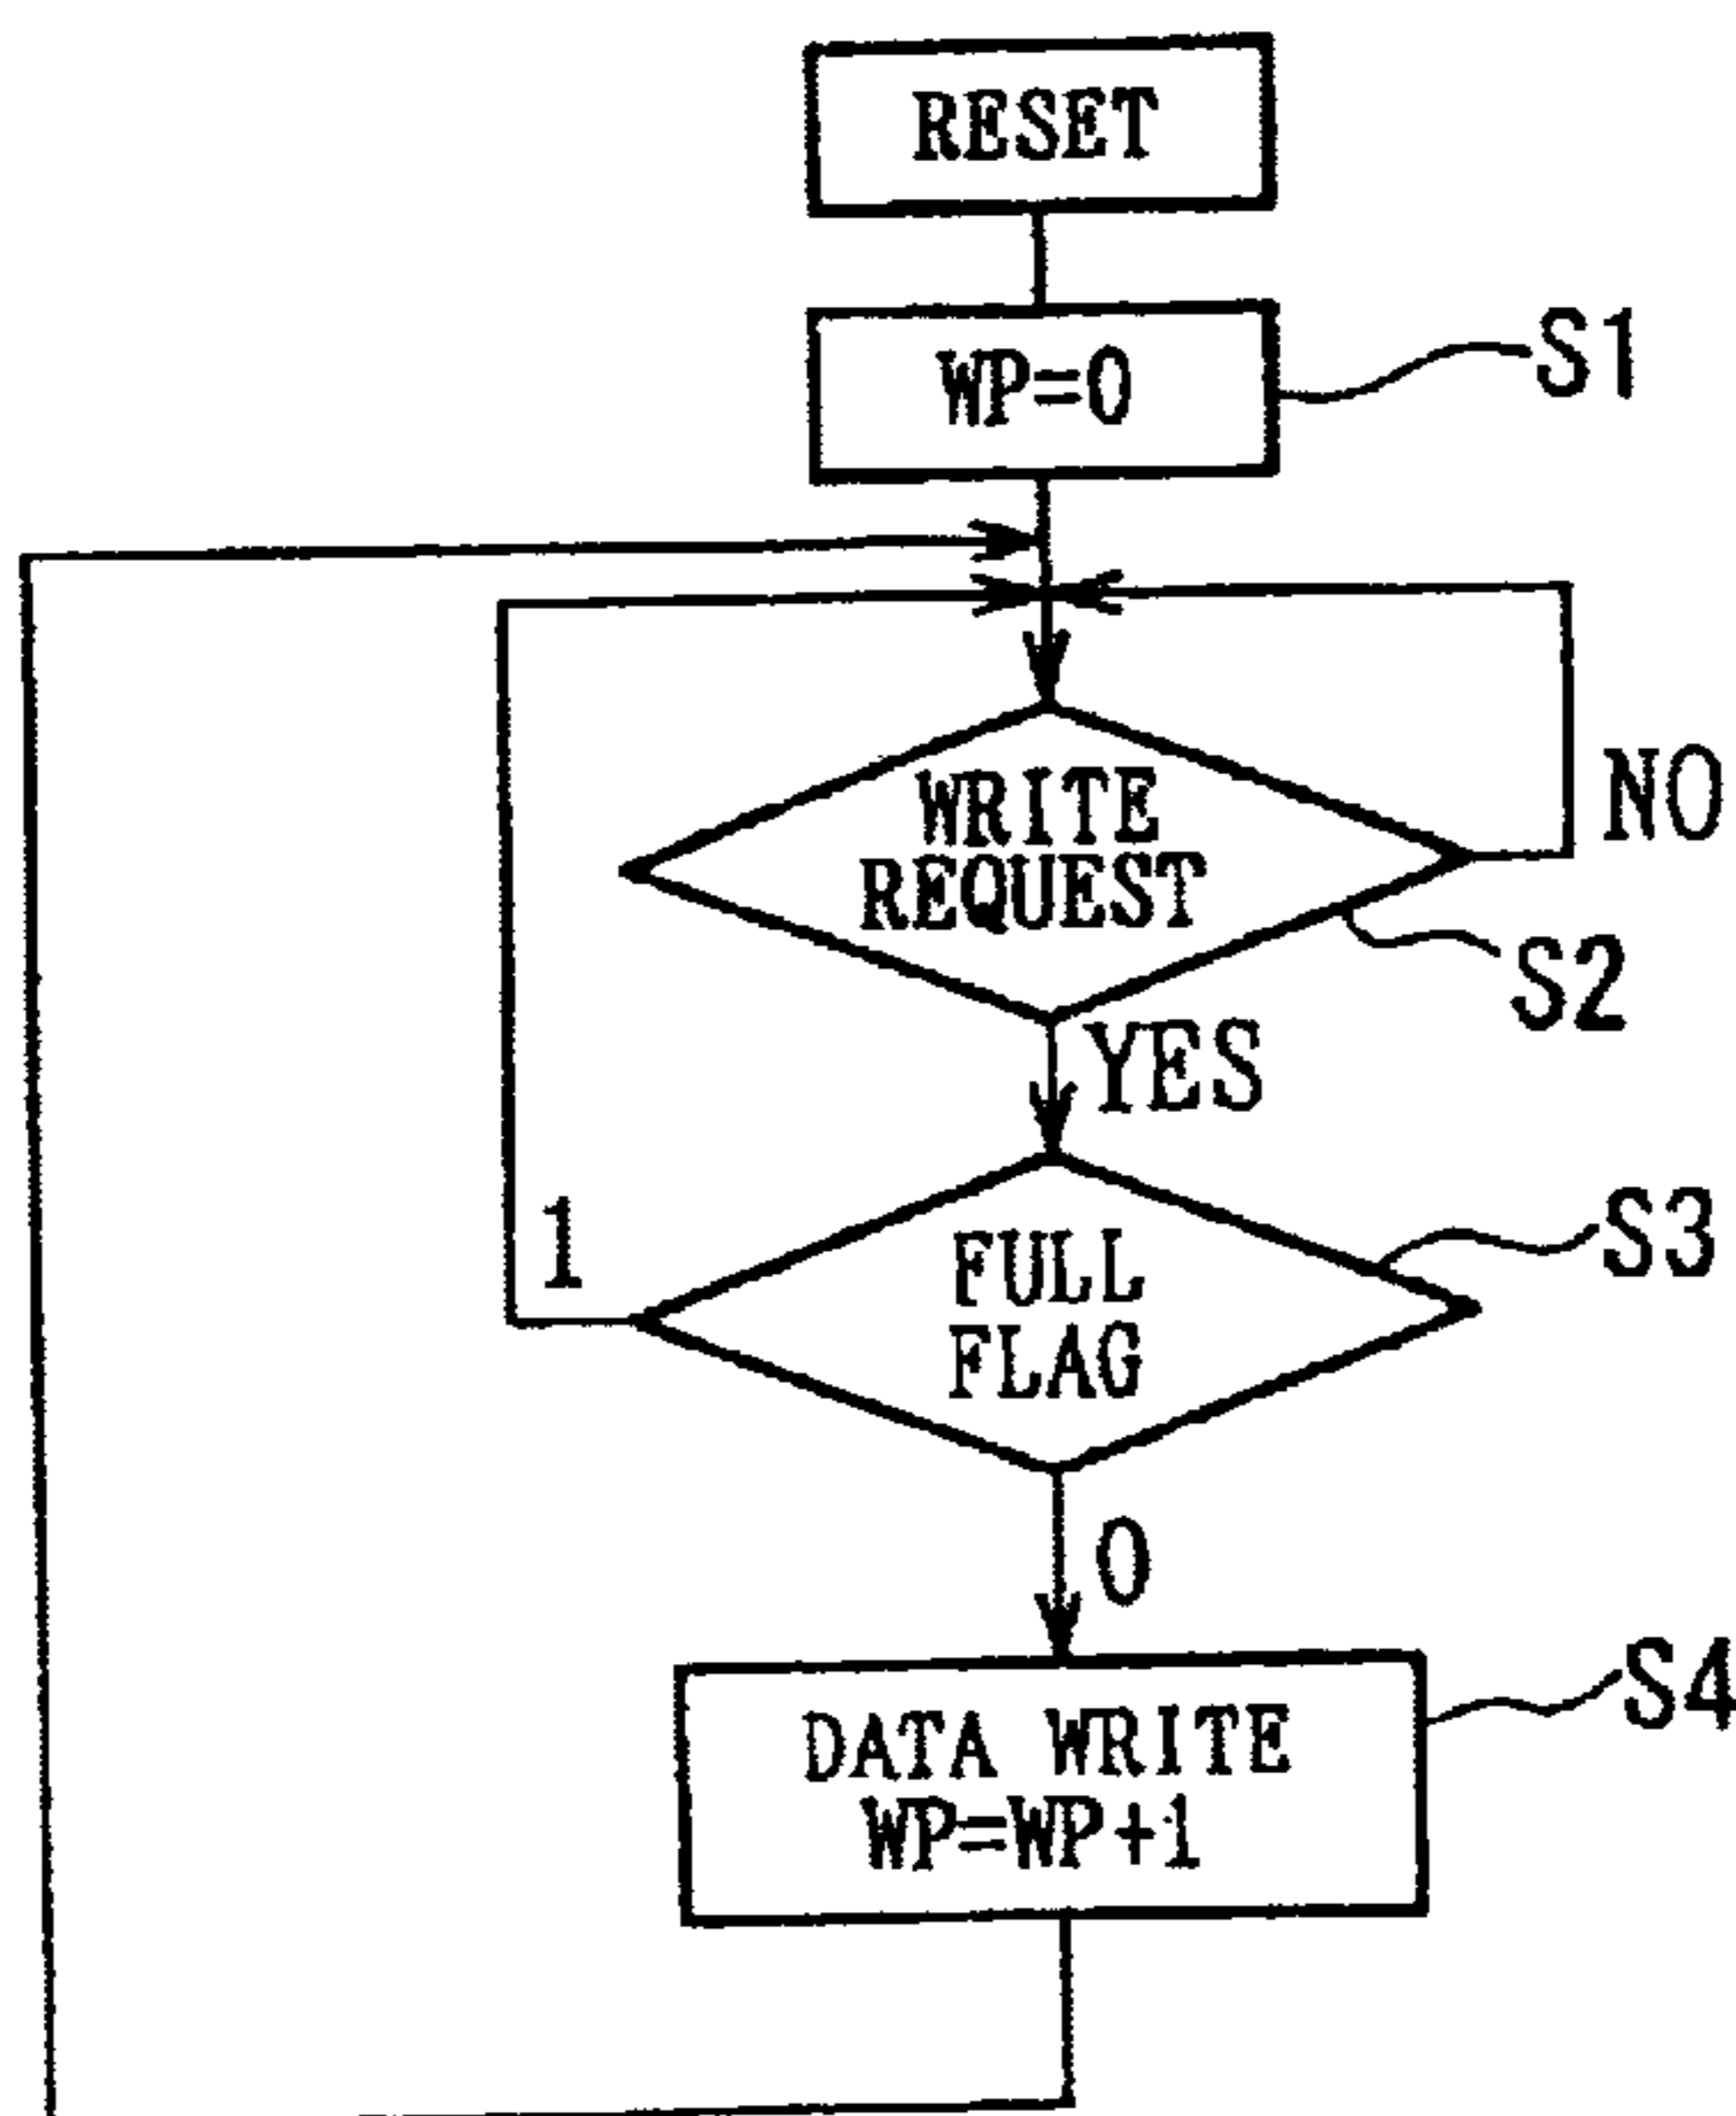 RESET
WP=0
S1
WRITE
REQUEST
NO
S2
YES
FULL
FLAG
S3
1
0
DATA WRITE
WP=WP+1
S4